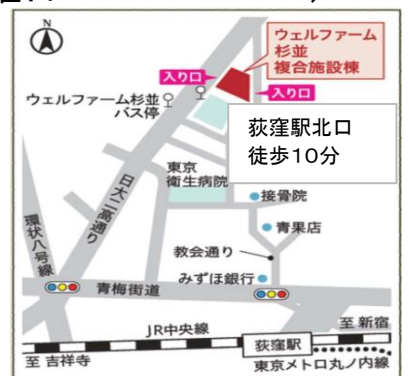 N
ウェルファーム
杉並
複合施設棟
入り口
ウェルファーム杉並
バス停
入り口
荻窪駅北口
徒歩10分
東京
衛生病院
接骨院
日大二高通り
青果店
環状八号線
教会通り
みずほ銀行
青梅街道
JR中央線
至 新宿
荻窪駅
至 吉祥寺
東京メトロ丸ノ内線